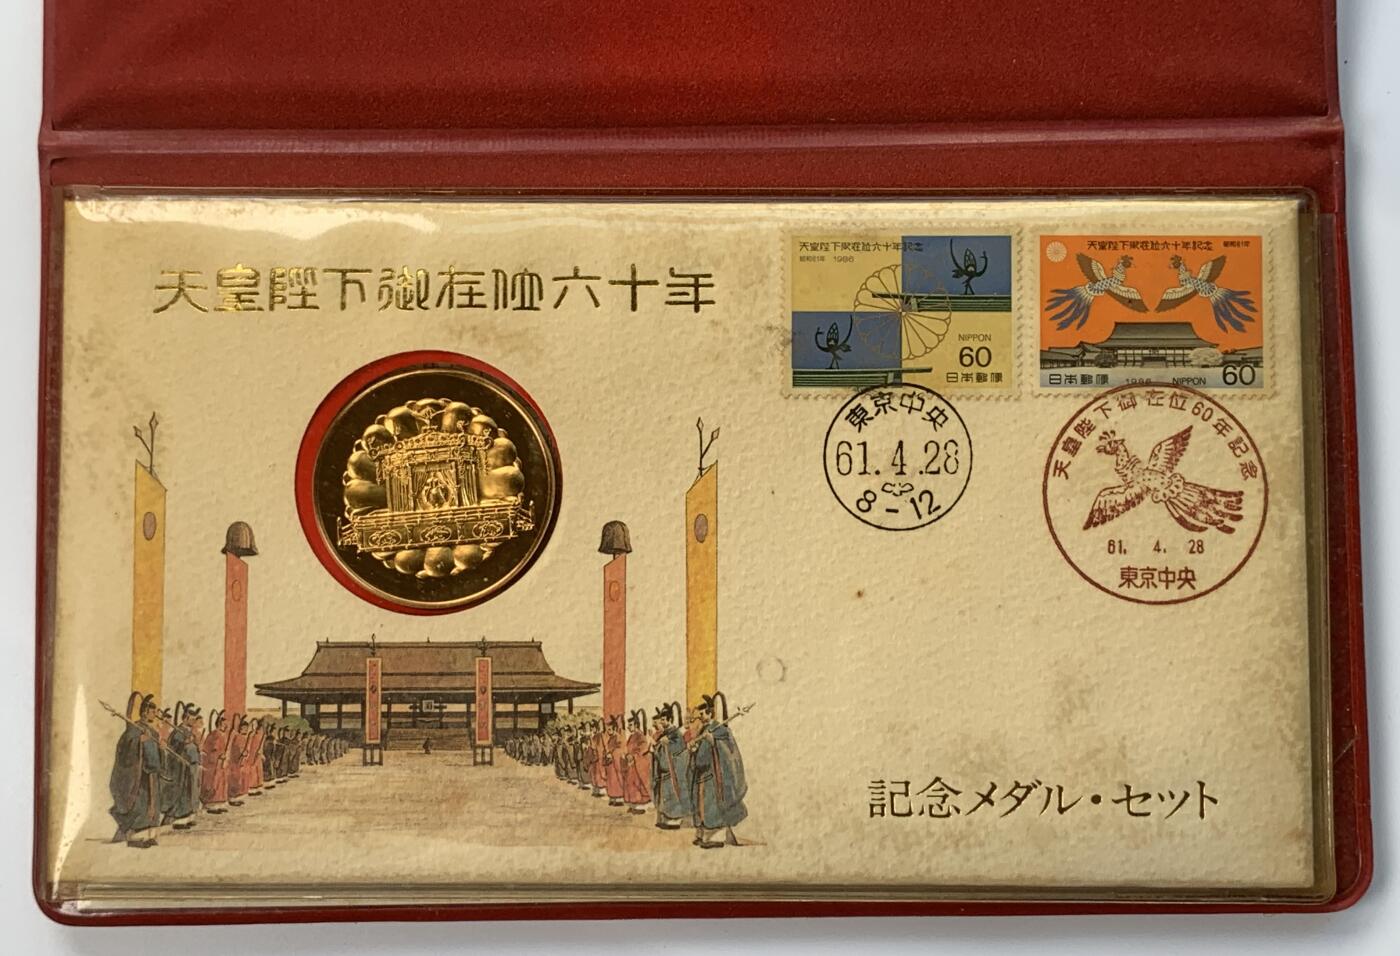 天皇陛下御在位六十年
天皇陛下御在位六十年記念
昭和61年 1986
NIPPON
60
日本郵便
天皇陛下御在位六十年記念
昭和61年
日本郵便 1986 NIPPON 60
東京中央
61.4.28
8-12
天皇陛下御在位60年記念
61. 4. 28
東京中央
記念メダル・セット